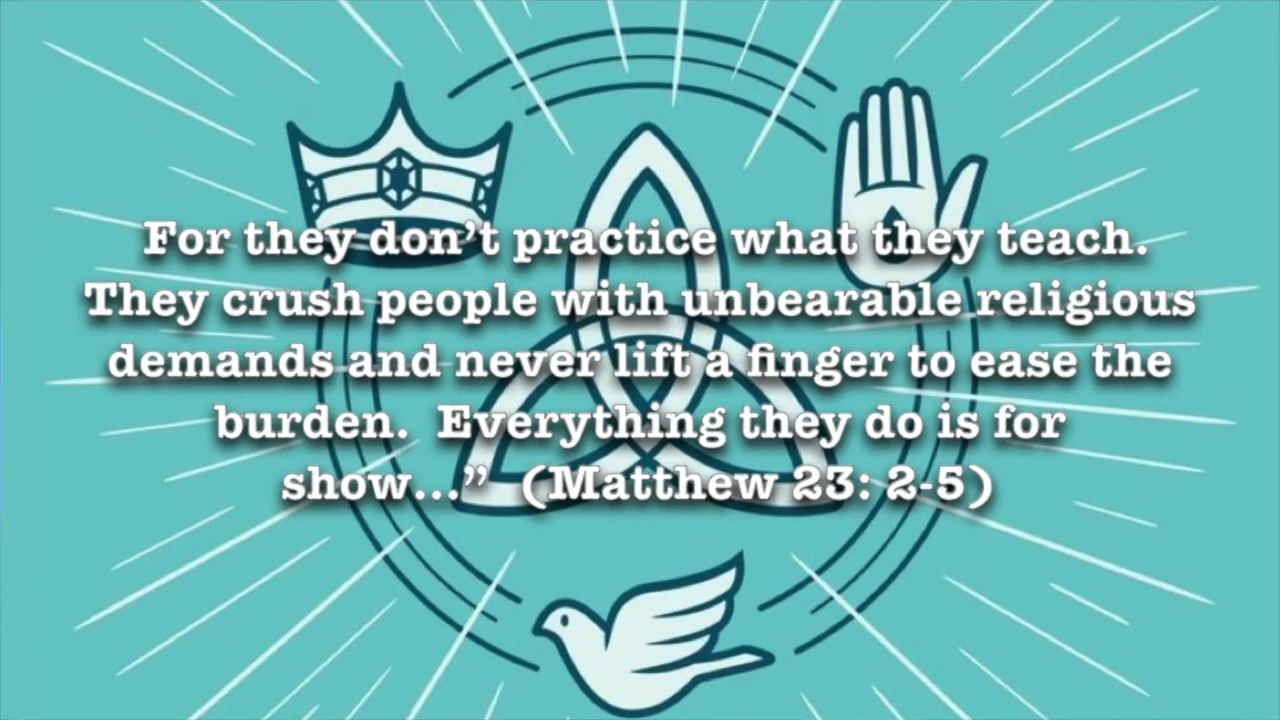 For they don’t practice what they teach.
They crush people with unbearable religious
demands and never lift a finger to ease the
burden.  Everything they do is for
show…”  (Matthew 23: 2-5)